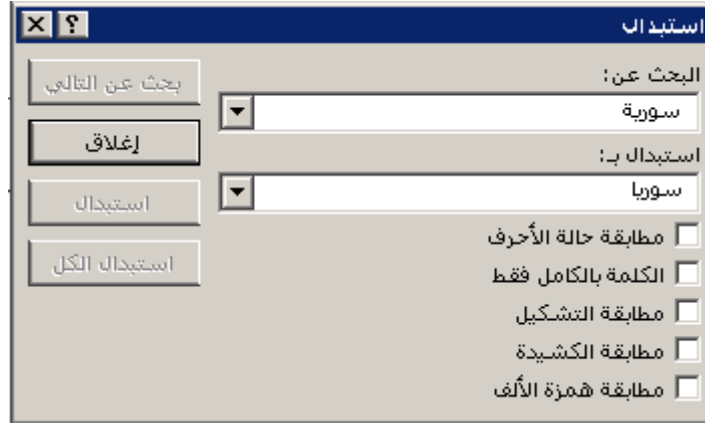 استبدال
البحث عن:
سورية
استبدال بـ:
سوريا
مطابقة حالة الأحرف
الكلمة بالكامل فقط
مطابقة التشكيل
مطابقة الكشيدة
مطابقة همزة الألف
بحث عن التالي
إغلاق
استبدال
استبدال الكل